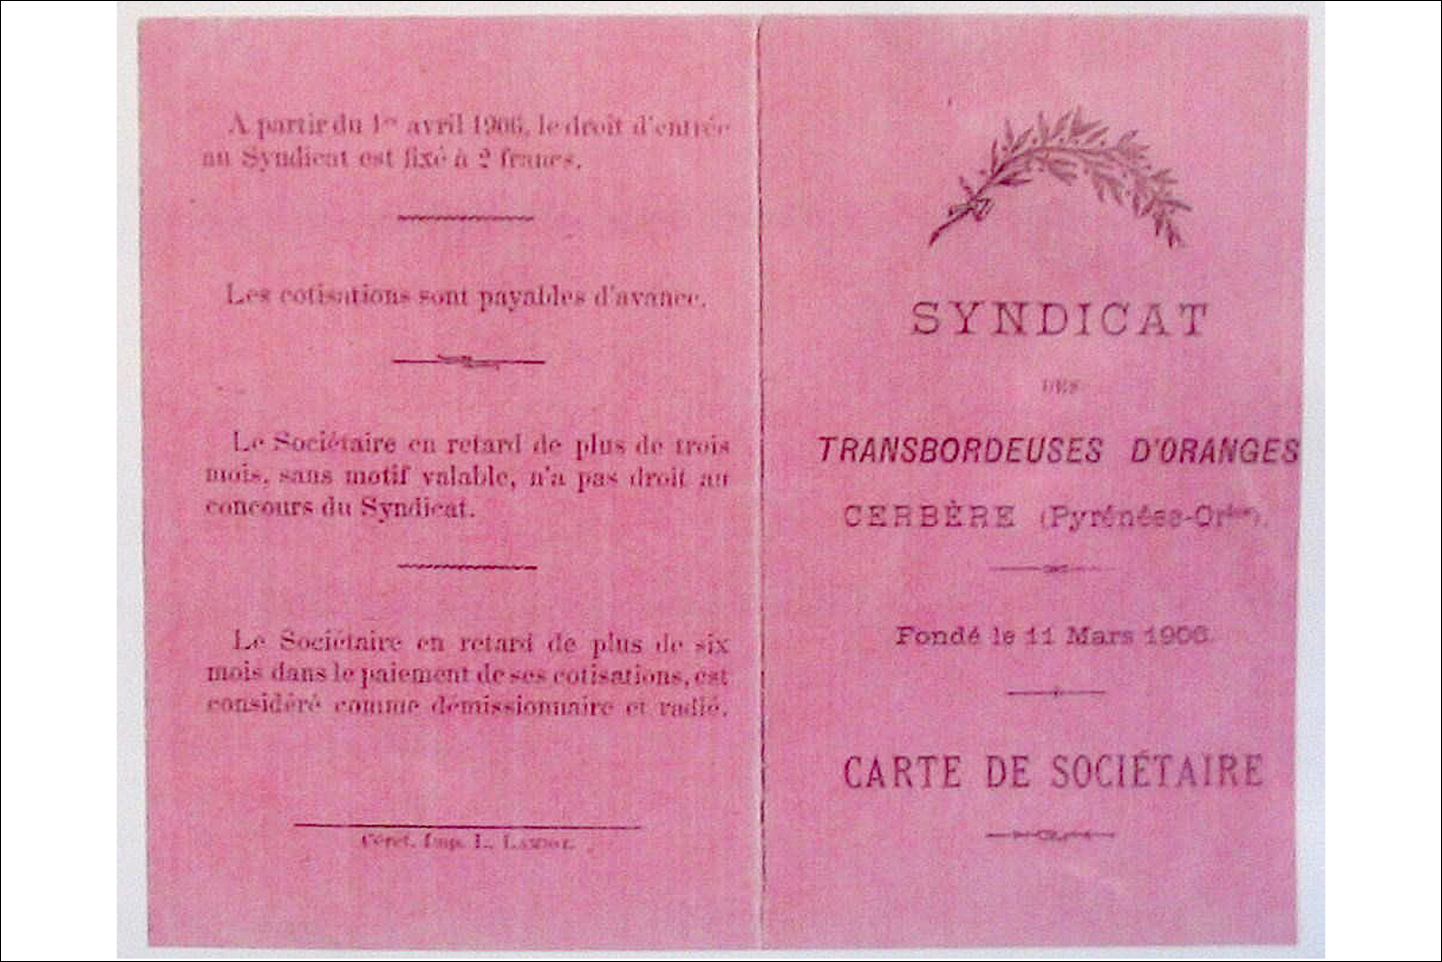 A partir du 1er avril 1906, le droit d'entrée
au Syndicat est fixé à 2 francs.
Les cotisations sont payables d'avance.
Le Sociétaire en retard de plus de trois
mois, sans motif valable, n'a pas droit au
concours du Syndicat.
Le Sociétaire en retard de plus de six
mois dans le paiement de ses cotisations, est
considéré comme démissionnaire et radié.
Céret. Imp. L.
SYNDICAT
DES
TRANSBORDEUSES D'ORANGES
CERBÈRE (Pyrénées-Orles).
Fondé le 11 Mars 1906.
CARTE DE SOCIÉTAIRE